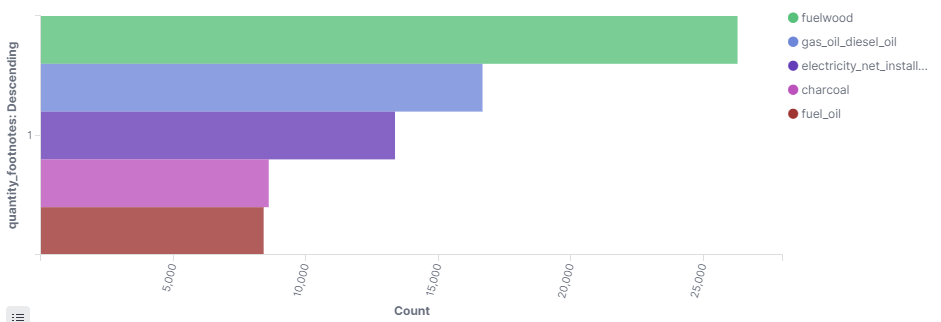 quantity_footnotes: Descending
1
5,000
10,000
15,000
20,000
25,000
Count
fuelwood
gas_oil_diesel_oil
electricity_net_install...
charcoal
fuel_oil